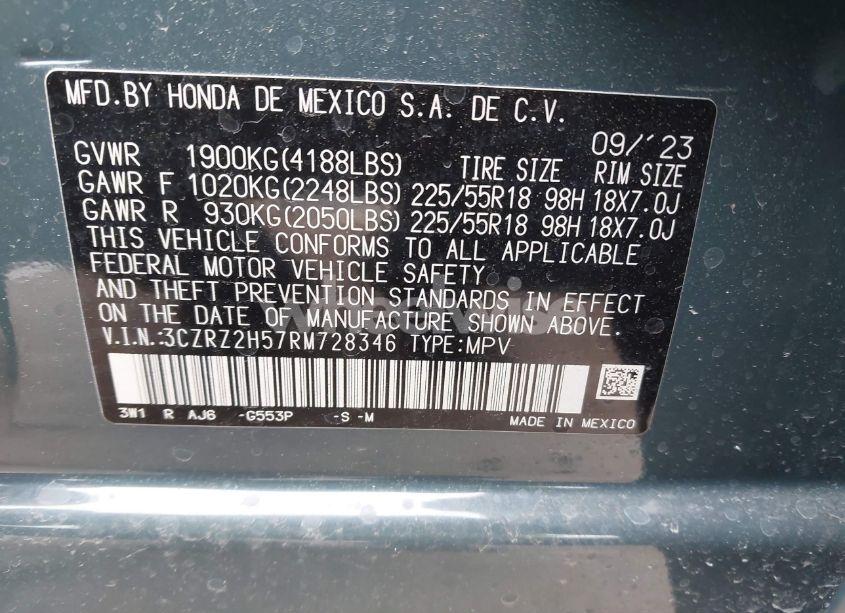 MFD.BY HONDA DE MEXICO S.A. DE C.V.
09/'23
GVWR 1900KG(4188LBS) TIRE SIZE RIM SIZE
GAWR F 1020KG(2248LBS) 225/55R18 98H 18X7.0J
GAWR R 930KG(2050LBS) 225/55R18 98H 18X7.0J
THIS VEHICLE CONFORMS TO ALL APPLICABLE
FEDERAL MOTOR VEHICLE SAFETY
AND THEFT PREVENTION STANDARDS IN EFFECT
ON THE DATE OF MANUFACTURE SHOWN ABOVE.
V.I.N.:3CZRZ2H57RM728346 TYPE:MPV
3W1 R AJ6 -G553P -S -M
MADE IN MEXICO